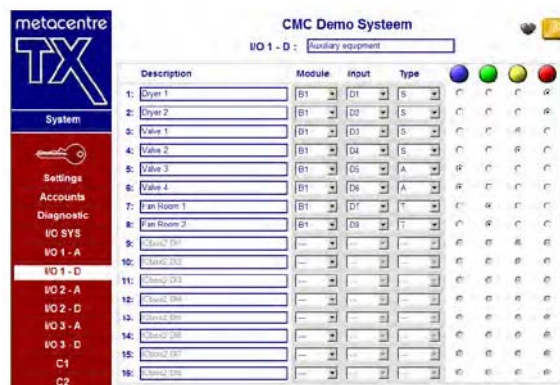 metacentre
TX
CMC Demo Systeem
I/O 1 - D : Auxiliary equipment
System
Settings
Accounts
Diagnostic
I/O SYS
I/O 1 - A
I/O 1 - D
I/O 2 - A
I/O 2 - D
I/O 3 - A
I/O 3 - D
C1
C2
Description Module Input Type
1: Dryer 1 B1 D1 S
2: Dryer 2 B1 D2 S
3: Valve 1 B1 D3 S
4: Valve 2 B1 D4 S
5: Valve 3 B1 D5 A
6: Valve 4 B1 D6 A
7: Fan Room 1 B1 D7 T
8: Fan Room 2 B1 D8 T
9: --- --- ---
10: --- --- ---
11: --- --- ---
12: --- --- ---
13: --- --- ---
14: --- --- ---
15: --- --- ---
16: --- --- ---